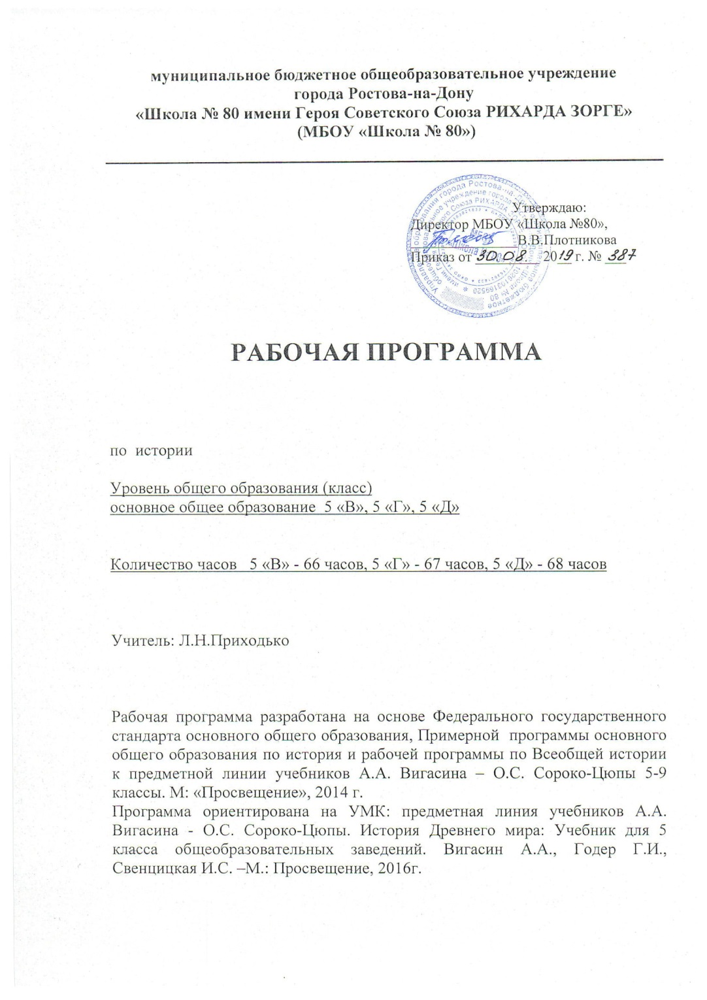 муниципальное бюджетное общеобразовательное учреждение
города Ростова-на-Дону
«Школа № 80 имени Героя Советского Союза РИХАРДА ЗОРГЕ»
(МБОУ «Школа № 80»)
Утверждаю:
Директор МБОУ «Школа №80»,
В.В.Плотникова
Приказ от 30.08. 2019 г. № 387
РАБОЧАЯ ПРОГРАММА
по истории
Уровень общего образования (класс)
основное общее образование 5 «В», 5 «Г», 5 «Д»
Количество часов 5 «В» - 66 часов, 5 «Г» - 67 часов, 5 «Д» - 68 часов
Учитель: Л.Н.Приходько
Рабочая программа разработана на основе Федерального государственного
стандарта основного общего образования, Примерной программы основного
общего образования по история и рабочей программы по Всеобщей истории
к предметной линии учебников А.А. Вигасина – О.С. Сороко-Цюпы 5-9
классы. М: «Просвещение», 2014 г.
Программа ориентирована на УМК: предметная линия учебников А.А.
Вигасина - О.С. Сороко-Цюпы. История Древнего мира: Учебник для 5
класса общеобразовательных заведений. Вигасин А.А., Годер Г.И.,
Свенцицкая И.С. –М.: Просвещение, 2016г.